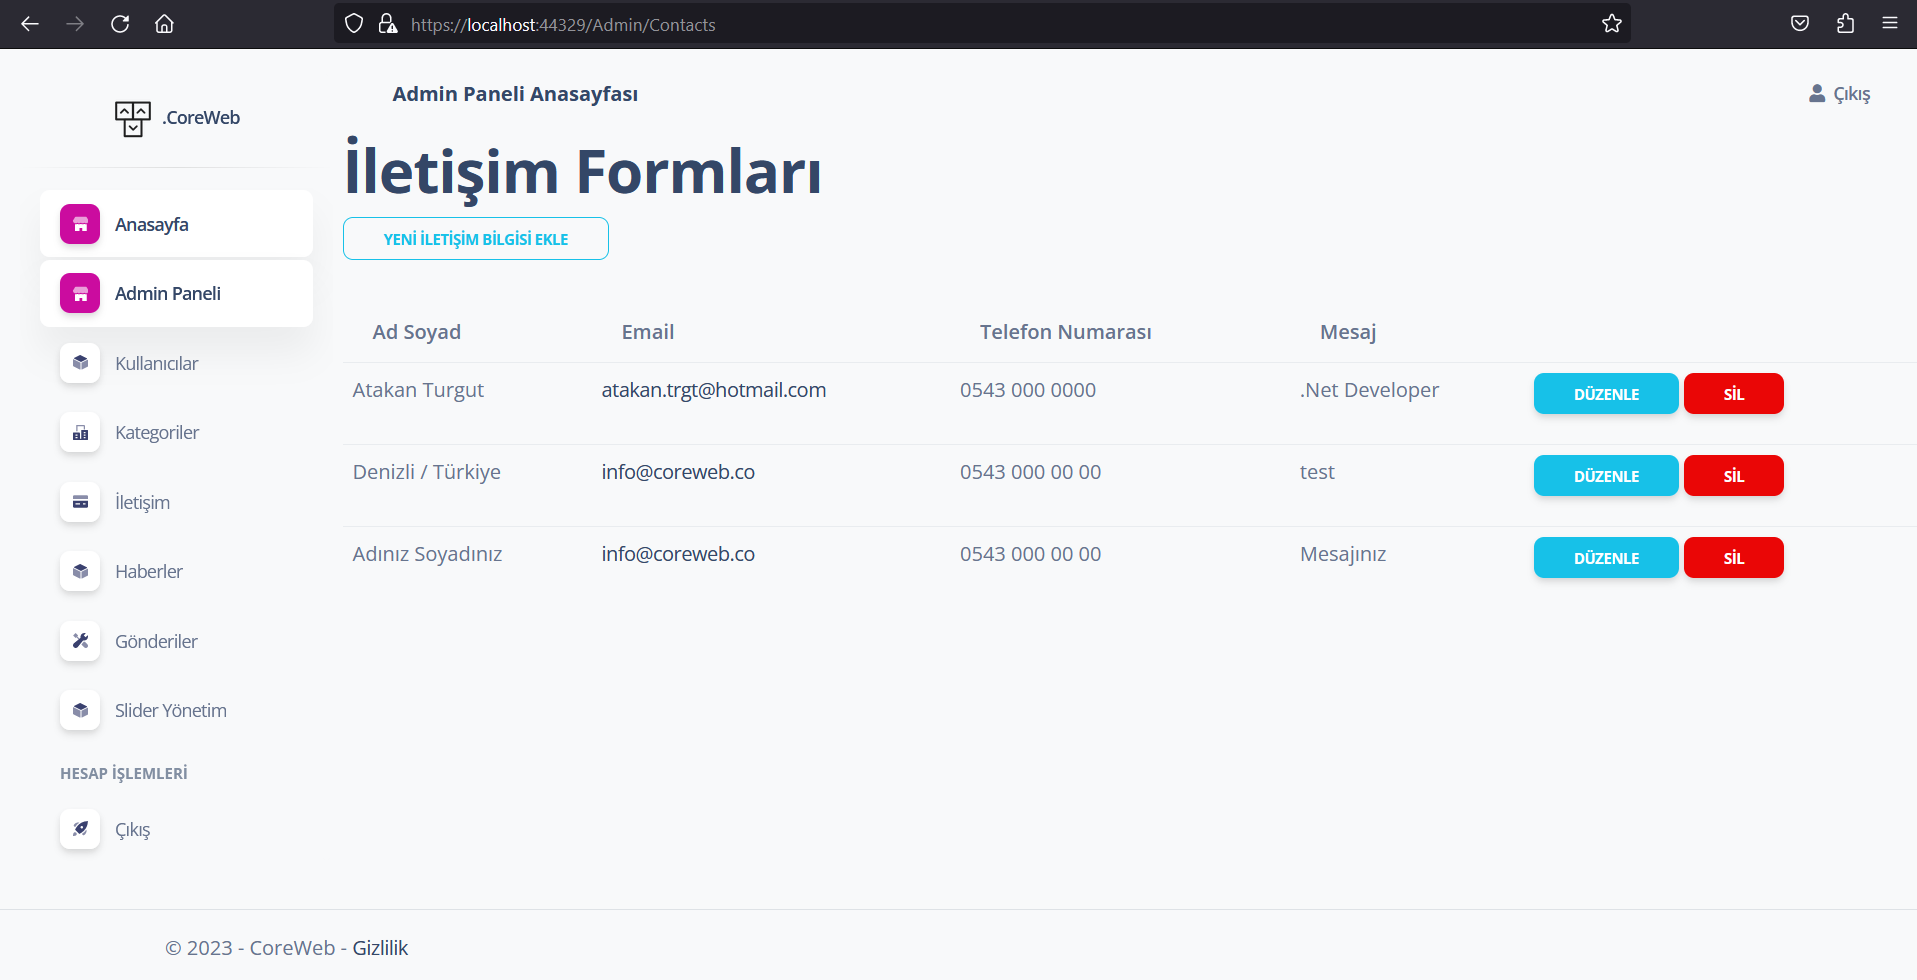 https://localhost:44329/Admin/Contacts
.CoreWeb
Admin Paneli Anasayfası
Çıkış
İletişim Formları
YENİ İLETİŞİM BİLGİSİ EKLE
Anasayfa
Admin Paneli
Kullanıcılar
Kategoriler
İletişim
Haberler
Gönderiler
Slider Yönetim
HESAP İŞLEMLERİ
Çıkış
Ad Soyad Email Telefon Numarası Mesaj
Atakan Turgut atakan.trgt@hotmail.com 0543 000 0000 .Net Developer DÜZENLE SİL
Denizli / Türkiye info@coreweb.co 0543 000 00 00 test DÜZENLE SİL
Adınız Soyadınız info@coreweb.co 0543 000 00 00 Mesajınız DÜZENLE SİL
© 2023 - CoreWeb - Gizlilik